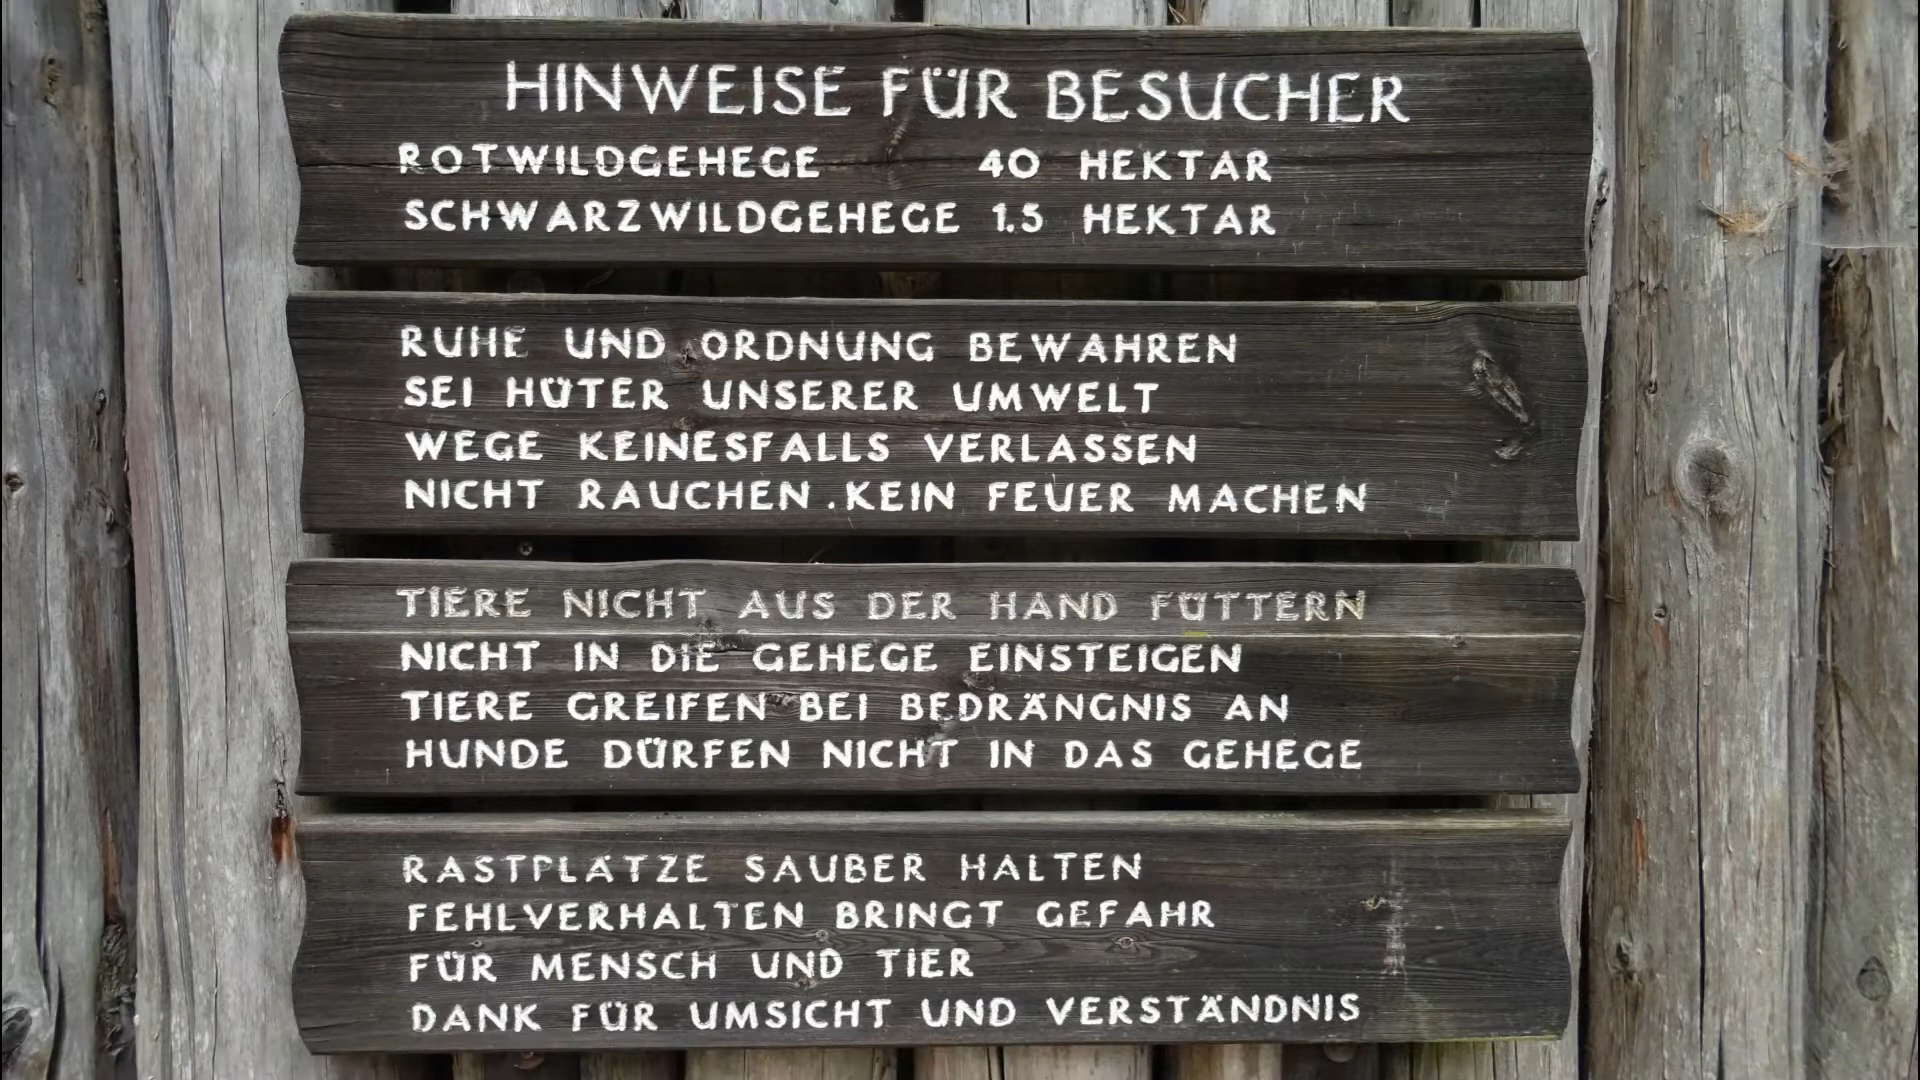 HINWEISE FÜR BESUCHER
ROTWILDGEHEGE 40 HEKTAR
SCHWARZWILDGEHEGE 1.5 HEKTAR
RUHE UND ORDNUNG BEWAHREN
SEI HÜTER UNSERER UMWELT
WEGE KEINESFALLS VERLASSEN
NICHT RAUCHEN . KEIN FEUER MACHEN
TIERE NICHT AUS DER HAND FÜTTERN
NICHT IN DIE GEHEGE EINSTEIGEN
TIERE GREIFEN BEI BEDRÄNGNIS AN
HUNDE DÜRFEN NICHT IN DAS GEHEGE
RASTPLÄTZE SAUBER HALTEN
FEHLVERHALTEN BRINGT GEFAHR
FÜR MENSCH UND TIER
DANK FÜR UMSICHT UND VERSTÄNDNIS